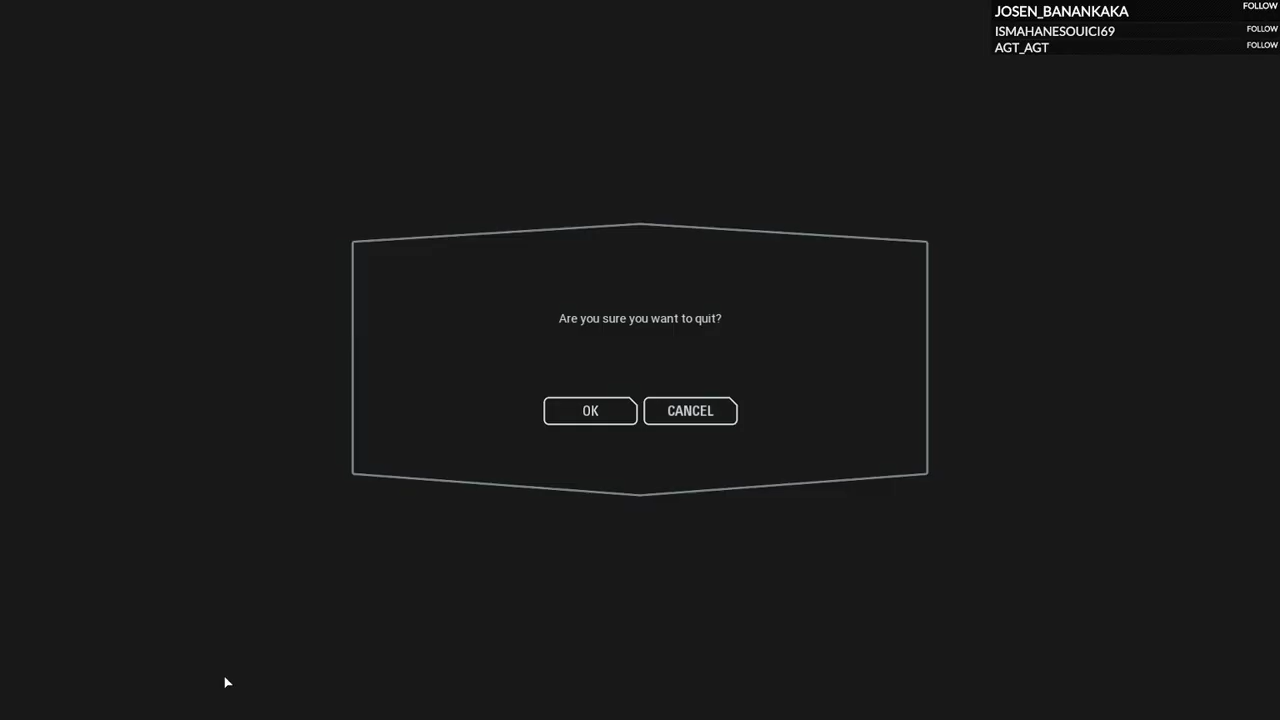 JOSEN_BANANKAKA FOLLOW
ISMAHANESOUICI69 FOLLOW
AGT_AGT FOLLOW
Are you sure you want to quit?
OK CANCEL